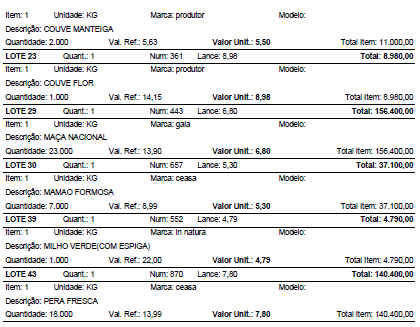 Item: 1 Unidade: KG Marca: produtor Modelo:
Descrição: COUVE MANTEIGA
Quantidade: 2.000 Val. Ref.: 5,63 Valor Unit.: 5,50 Total Item: 11.000,00
LOTE 23 Quant.: 1 Num: 361 Lance: 8,98 Total: 8.980,00
Item: 1 Unidade: KG Marca: produtor Modelo:
Descrição: COUVE FLOR
Quantidade: 1.000 Val. Ref.: 14,15 Valor Unit.: 8,98 Total Item: 8.980,00
LOTE 29 Quant.: 1 Num: 443 Lance: 6,80 Total: 156.400,00
Item: 1 Unidade: KG Marca: gala Modelo:
Descrição: MAÇA NACIONAL
Quantidade: 23.000 Val. Ref.: 13,90 Valor Unit.: 6,80 Total Item: 156.400,00
LOTE 30 Quant.: 1 Num: 657 Lance: 5,30 Total: 37.100,00
Item: 1 Unidade: KG Marca: ceasa Modelo:
Descrição: MAMAO FORMOSA
Quantidade: 7.000 Val. Ref.: 8,99 Valor Unit.: 5,30 Total Item: 37.100,00
LOTE 39 Quant.: 1 Num: 552 Lance: 4,79 Total: 4.790,00
Item: 1 Unidade: KG Marca: in natura Modelo:
Descrição: MILHO VERDE(COM ESPIGA)
Quantidade: 1.000 Val. Ref.: 22,00 Valor Unit.: 4,79 Total Item: 4.790,00
LOTE 43 Quant.: 1 Num: 870 Lance: 7,80 Total: 140.400,00
Item: 1 Unidade: KG Marca: ceasa Modelo:
Descrição: PERA FRESCA
Quantidade: 18.000 Val. Ref.: 13,99 Valor Unit.: 7,80 Total Item: 140.400,00